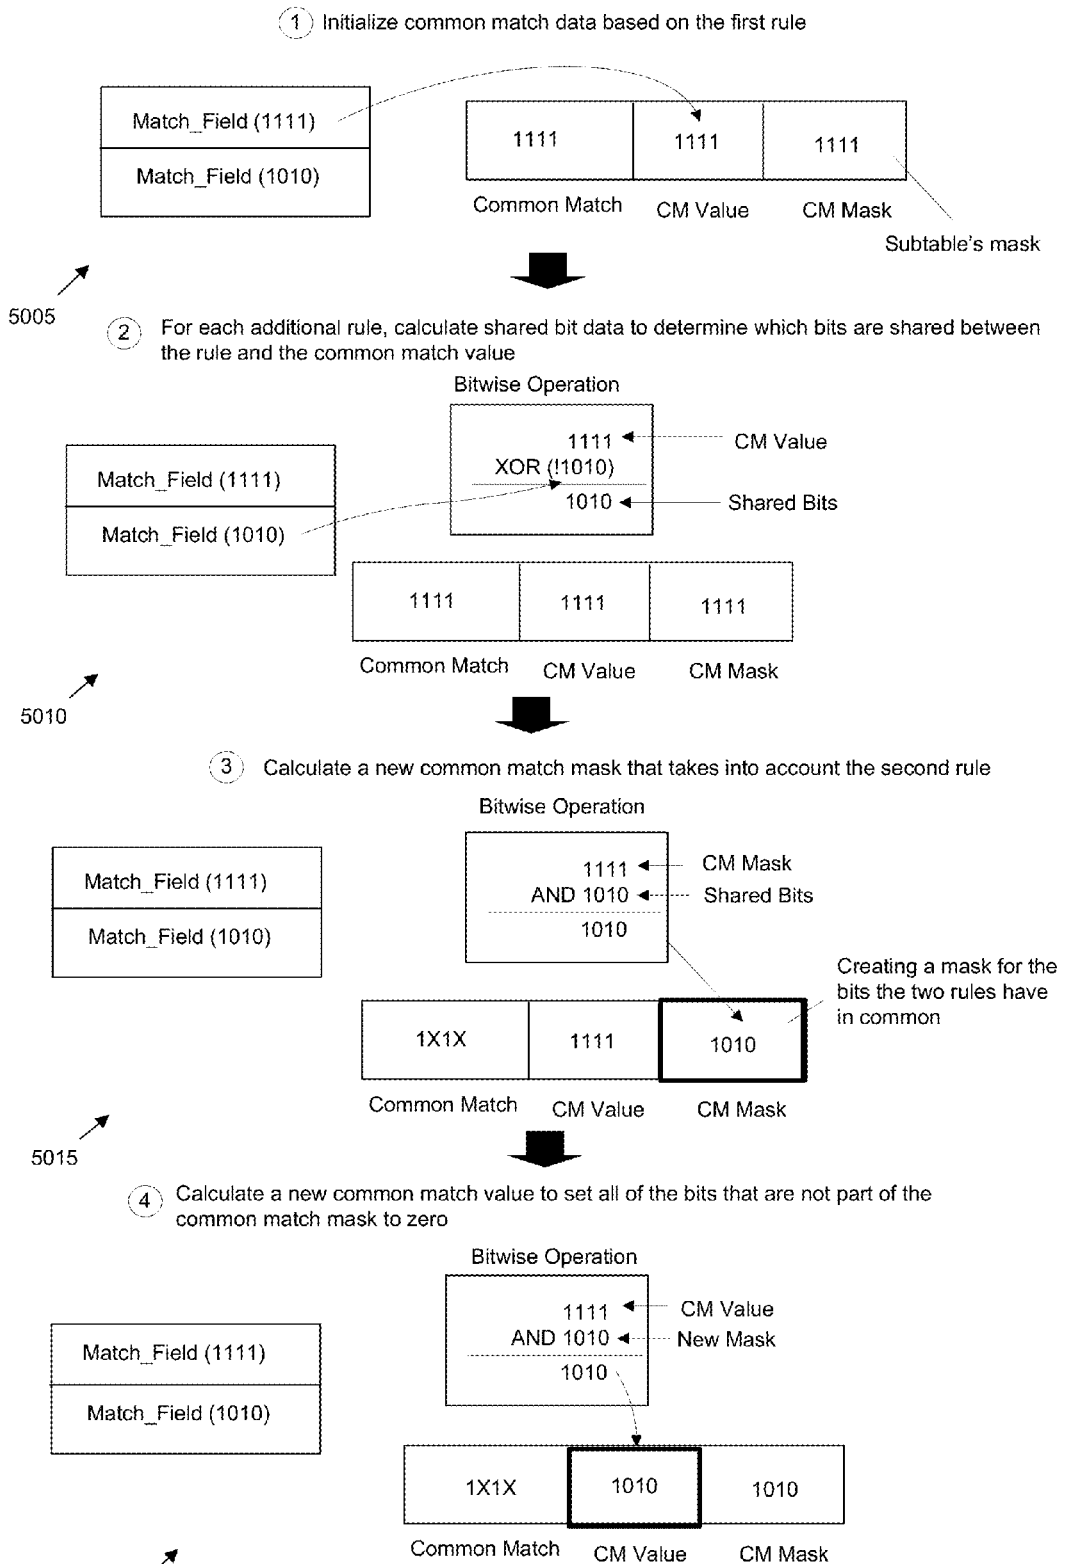 1 Initialize common match data based on the first rule
Match_Field (1111)
Match_Field (1010)
1111 1111 1111
Common Match CM Value CM Mask
Subtable's mask
5005
2 For each additional rule, calculate shared bit data to determine which bits are shared between
the rule and the common match value
Bitwise Operation
1111 CM Value
XOR (!1010)
1010 Shared Bits
Match_Field (1111)
Match_Field (1010)
1111 1111 1111
Common Match CM Value CM Mask
5010
3 Calculate a new common match mask that takes into account the second rule
Bitwise Operation
1111 CM Mask
AND 1010 Shared Bits
1010
Match_Field (1111)
Match_Field (1010)
Creating a mask for the
bits the two rules have
in common
1X1X 1111 1010
Common Match CM Value CM Mask
5015
4 Calculate a new common match value to set all of the bits that are not part of the
common match mask to zero
Bitwise Operation
1111 CM Value
AND 1010 New Mask
1010
Match_Field (1111)
Match_Field (1010)
1X1X 1010 1010
Common Match CM Value CM Mask